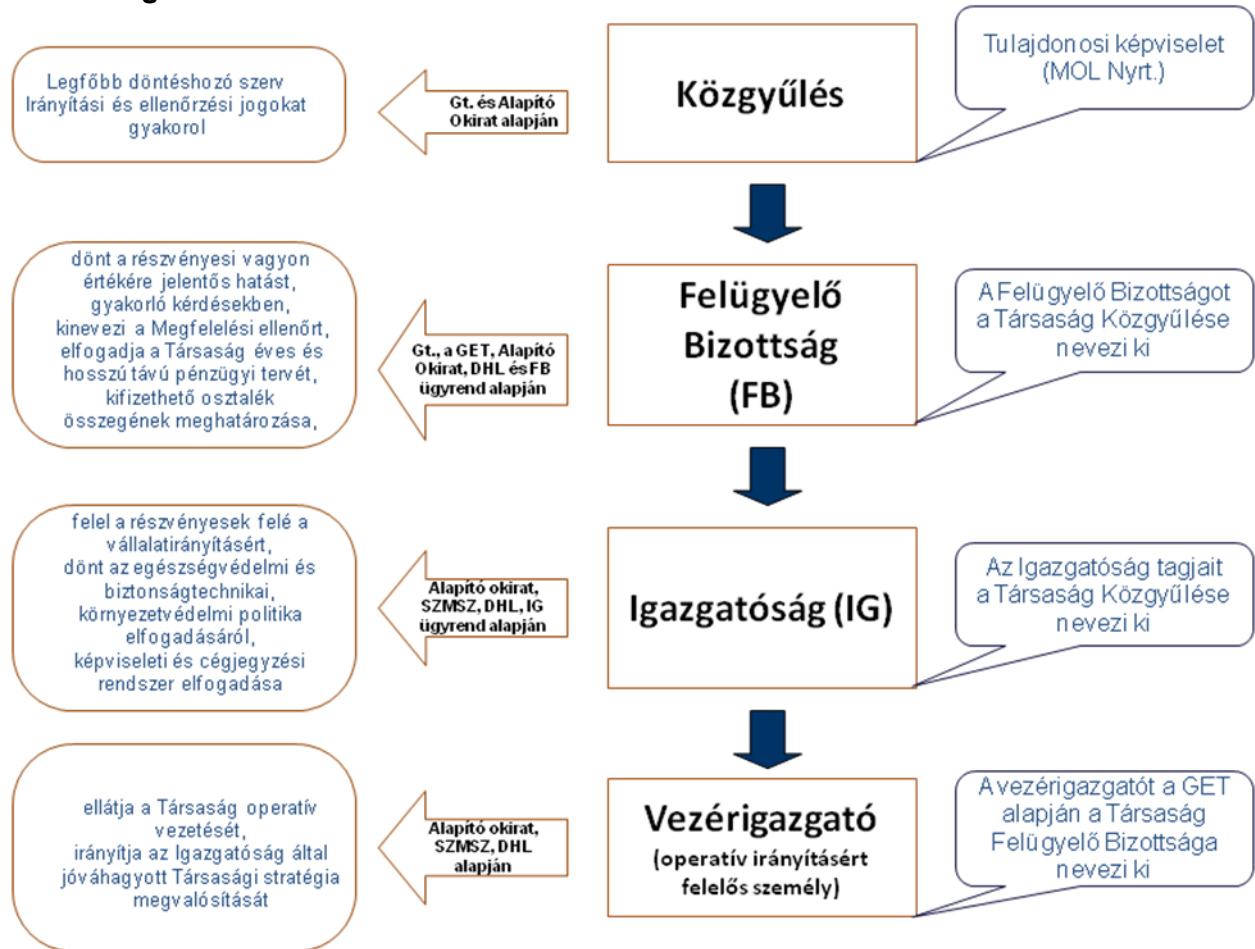 Legfőbb döntéshozó szerv
Irányítási és ellenőrzési jogokat
gyakorol
Gt. és Alapító
Okirat alapján
Közgyűlés
Tulajdonosi képviselet
(MOL Nyrt.)
dönt a részvényesi vagyon
értékére jelentős hatást,
gyakorló kérdésekben,
kinevezi a Megfelelési ellenőrt,
elfogadja a Társaság éves és
hosszú távú pénzügyi tervét,
kifizethető osztalék
összegének meghatározása,
Gt., a GET, Alapító
Okirat, DHL és FB
ügyrend alapján
Felügyelő
Bizottság
(FB)
A Felügyelő Bizottságot
a Társaság Közgyűlése
nevezi ki
felel a részvényesek felé a
vállalatirányításért,
dönt az egészségvédelmi és
biztonságtechnikai,
környezetvédelmi politika
elfogadásáról,
képviseleti és cégjegyzési
rendszer elfogadása
Alapító okirat,
SZMSZ, DHL, IG
ügyrend alapján
Igazgatóság (IG)
Az Igazgatóság tagjait
a Társaság Közgyűlése
nevezi ki
ellátja a Társaság operatív
vezetését,
irányítja az Igazgatóság által
jóváhagyott Társasági stratégia
megvalósítását
Alapító okirat,
SZMSZ, DHL
alapján
Vezérigazgató
(operatív irányításért
felelős személy)
A vezérigazgatót a GET
alapján a Társaság
Felügyelő Bizottsága
nevezi ki